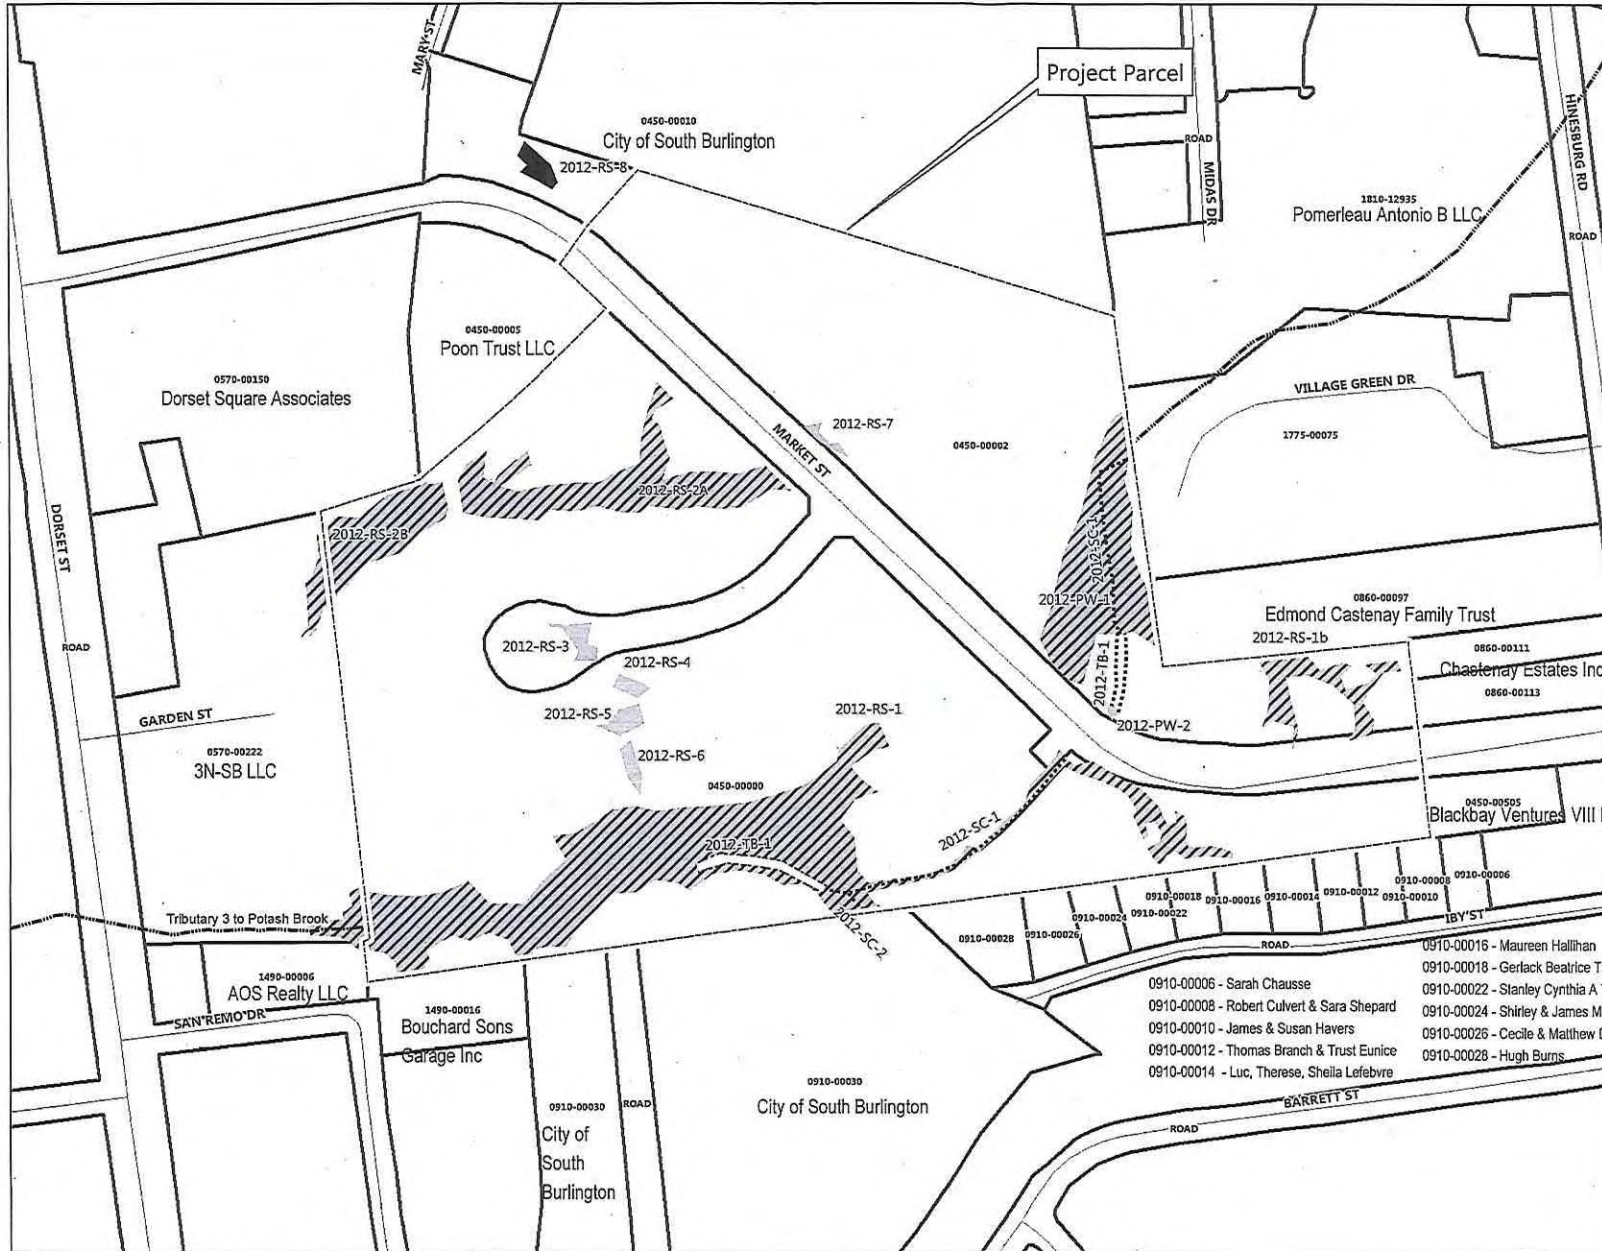 MARY ST
Project Parcel
0450-00010
City of South Burlington
2012-RS-8
ROAD
MIDAS DR
HINESBURG RD
1810-12935
Pomerleau Antonio B LLC
ROAD
0450-00005
Poon Trust LLC
0570-00150
Dorset Square Associates
VILLAGE GREEN DR
2012-RS-7
MARKET ST
0450-00002
1775-00075
2012-RS-2A
2012-RS-2B
DORSET ST
2012-SC-1
2012-PW-1
0860-00097
Edmond Castenay Family Trust
2012-RS-1b
ROAD
2012-RS-3
2012-RS-4
2012-TB-1
0860-00111
Chastenay Estates Inc
0860-00113
2012-RS-5
2012-RS-1
GARDEN ST
2012-PW-2
0570-00222
3N-SB LLC
2012-RS-6
0450-00000
0450-00505
Blackbay Ventures VIII
2012-TB-1
2012-SC-1
Tributary 3 to Potash Brook
2012-SC-2
0910-00028
0910-00026
0910-00024
0910-00022
0910-00018
0910-00016
0910-00014
0910-00012
0910-00010
0910-00008
0910-00006
IBY ST
ROAD
1490-00006
AOS Realty LLC
SAN REMO DR
1490-00016
Bouchard Sons
Garage Inc
0910-00006 - Sarah Chausse
0910-00008 - Robert Culvert & Sara Shepard
0910-00010 - James & Susan Havers
0910-00012 - Thomas Branch & Trust Eunice
0910-00014 - Luc, Therese, Sheila Lefebvre
0910-00016 - Maureen Hallihan
0910-00018 - Gerlack Beatrice T
0910-00022 - Stanley Cynthia A
0910-00024 - Shirley & James M
0910-00026 - Cecile & Matthew
0910-00028 - Hugh Burns
0910-00030
City of South Burlington
0910-00030
City of
South
Burlington
ROAD
BARRETT ST
ROAD